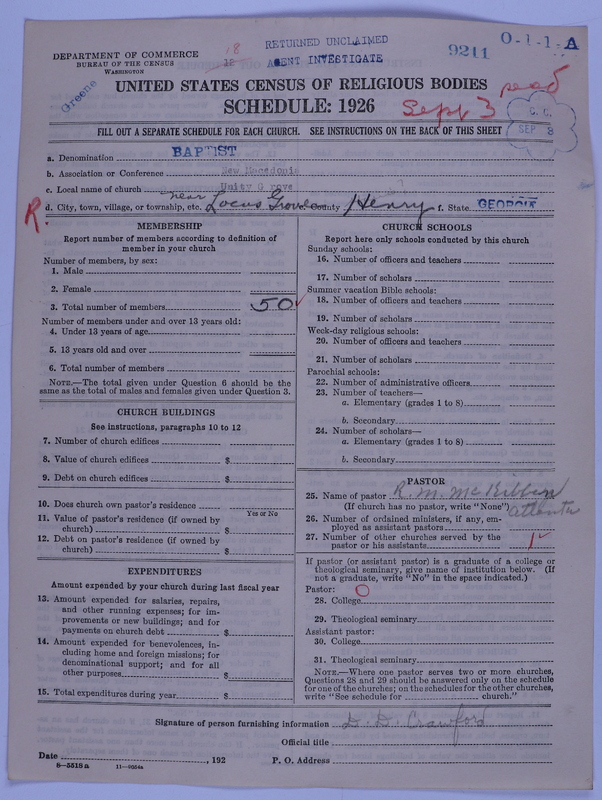 RETURNED UNCLAIMED
18
AGENT INVESTIGATE
9211
O-1-1-A
DEPARTMENT OF COMMERCE
BUREAU OF THE CENSUS
WASHINGTON
Greene
UNITED STATES CENSUS OF RELIGIOUS BODIES
SCHEDULE: 1926
Sept 3
SEP 3
FILL OUT A SEPARATE SCHEDULE FOR EACH CHURCH. SEE INSTRUCTIONS ON THE BACK OF THIS SHEET
a. Denomination BAPTIST
b. Association or Conference New Macedonia
c. Local name of church Unity Grove
d. City, town, village, or township, etc. near Locus Grove e. County Henry f. State GEORGIA
R.
MEMBERSHIP
Report number of members according to definition of
member in your church
Number of members, by sex:
1. Male
2. Female
3. Total number of members 50
Number of members under and over 13 years old:
4. Under 13 years of age
5. 13 years old and over
6. Total number of members
NOTE.—The total given under Question 6 should be the
same as the total of males and females given under Question 3.
CHURCH BUILDINGS
See instructions, paragraphs 10 to 12
7. Number of church edifices
8. Value of church edifices $
9. Debt on church edifices $
10. Does church own pastor's residence
Yes or No
11. Value of pastor's residence (if owned by
church) $
12. Debt on pastor's residence (if owned by
church) $
EXPENDITURES
Amount expended by your church during last fiscal year
13. Amount expended for salaries, repairs,
and other running expenses; for im-
provements or new buildings; and for
payments on church debt $
14. Amount expended for benevolences, in-
cluding home and foreign missions; for
denominational support; and for all
other purposes $
15. Total expenditures during year $
CHURCH SCHOOLS
Report here only schools conducted by this church
Sunday schools:
16. Number of officers and teachers
17. Number of scholars
Summer vacation Bible schools:
18. Number of officers and teachers
19. Number of scholars
Week-day religious schools:
20. Number of officers and teachers
21. Number of scholars
Parochial schools:
22. Number of administrative officers
23. Number of teachers—
a. Elementary (grades 1 to 8)
b. Secondary
24. Number of scholars—
a. Elementary (grades 1 to 8)
b. Secondary
PASTOR
25. Name of pastor R. M. McKibben
(If church has no pastor, write "None") Atlanta
26. Number of ordained ministers, if any, em-
ployed as assistant pastors
27. Number of other churches served by the
pastor or his assistants 1
If pastor (or assistant pastor) is a graduate of a college or
theological seminary, give name of institution below. (If
not a graduate, write "No" in the space indicated.)
Pastor: O
28. College
29. Theological seminary
Assistant pastor:
30. College
31. Theological seminary
NOTE.—Where one pastor serves two or more churches,
Questions 28 and 29 should be answered only on the schedule
for one of the churches; on the schedules for the other churches,
write "See schedule for church."
Signature of person furnishing information D. D. Crawford
Official title
Date , 192 P. O. Address
8—5518a 11—9554a